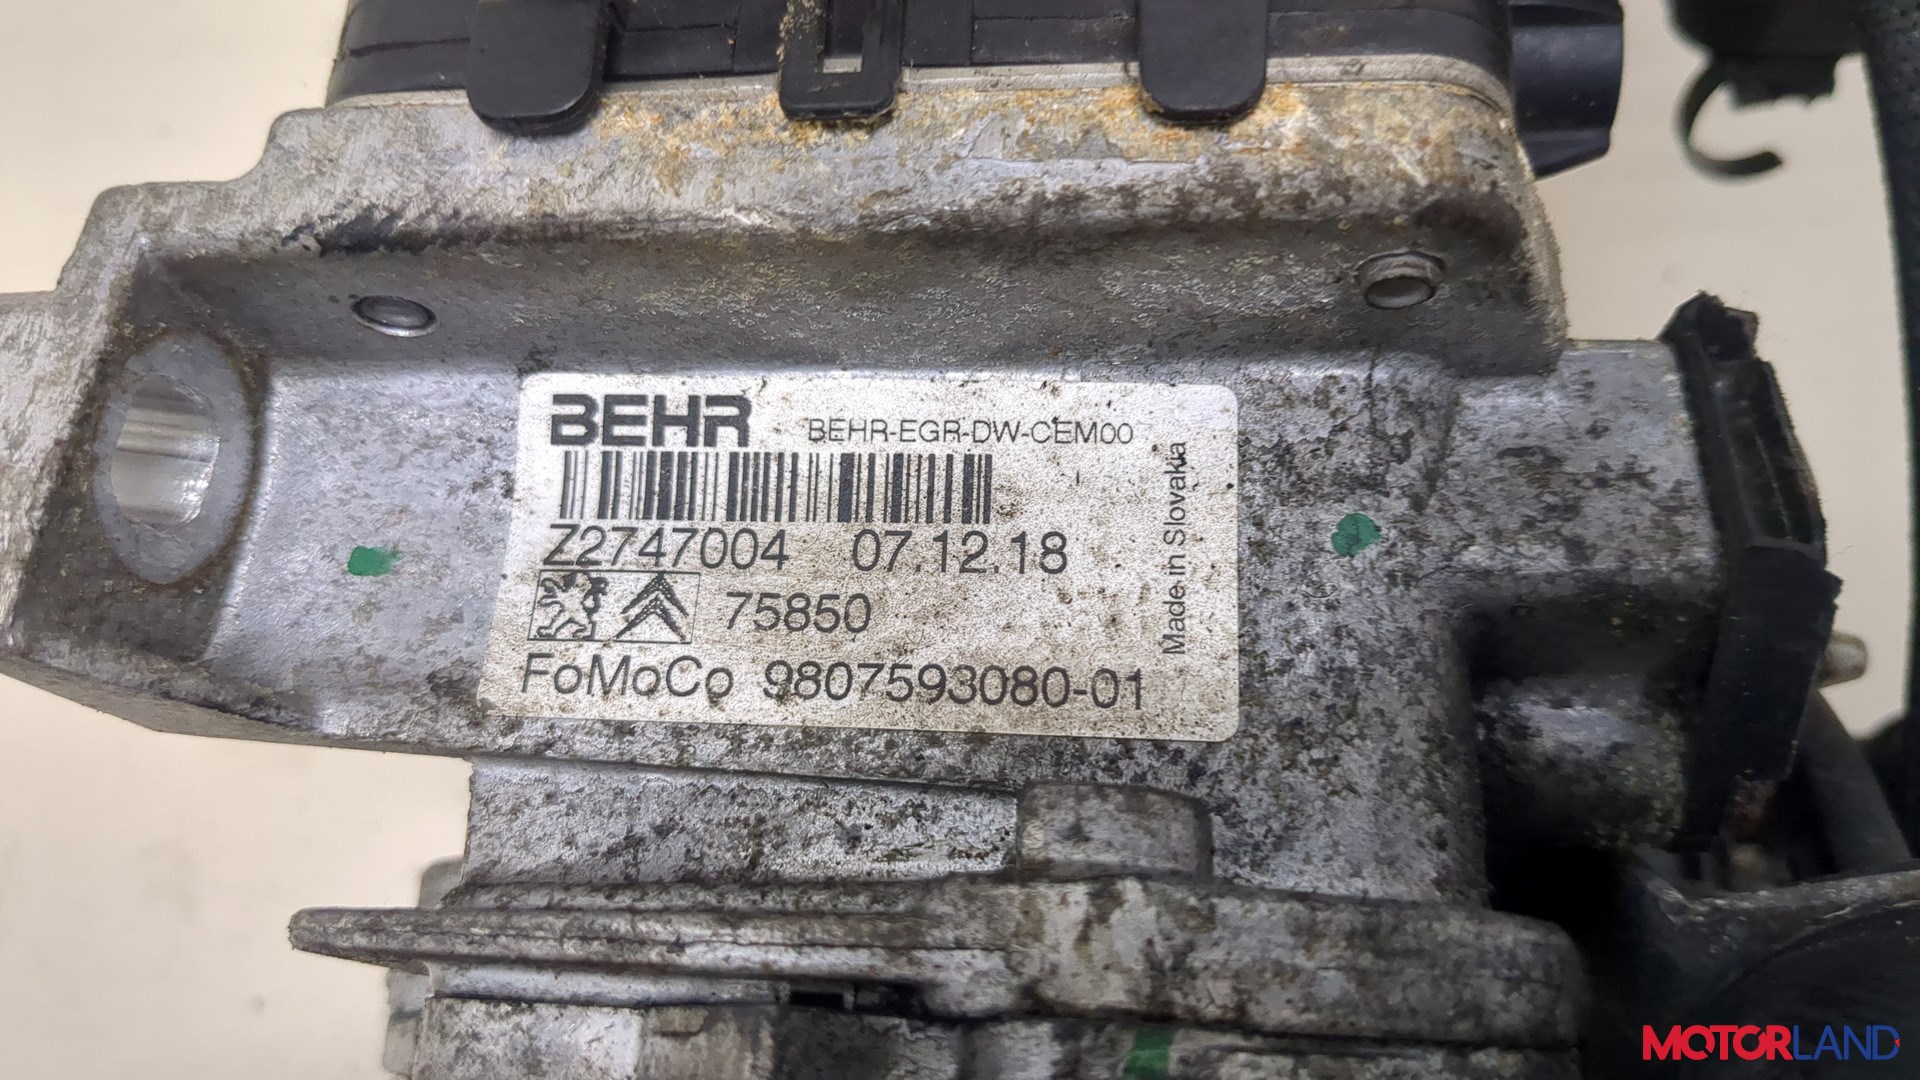 BEHR BEHR-EGR-DW-CEM00
Z2747004 07.12.18
75850
FoMoCo 9807593080-01
Made in Slovakia
MOTORLAND